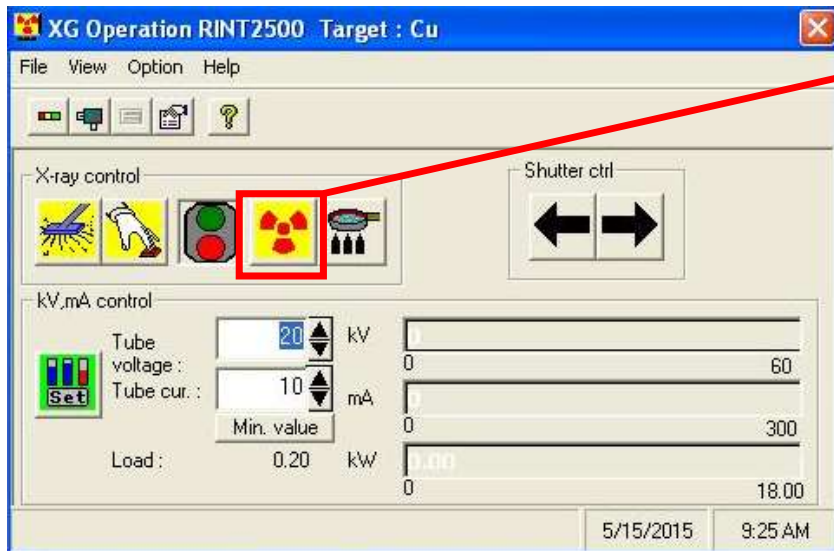 XG Operation RINT2500 Target : Cu
File View Option Help
X-ray control
Shutter ctrl
kV,mA control
Set
Tube voltage :
20 kV
0
0 60
Tube cur. :
10 mA
0
0 300
Min. value
Load :
0.20 kW
0.00
0 18.00
5/15/2015 9:25 AM